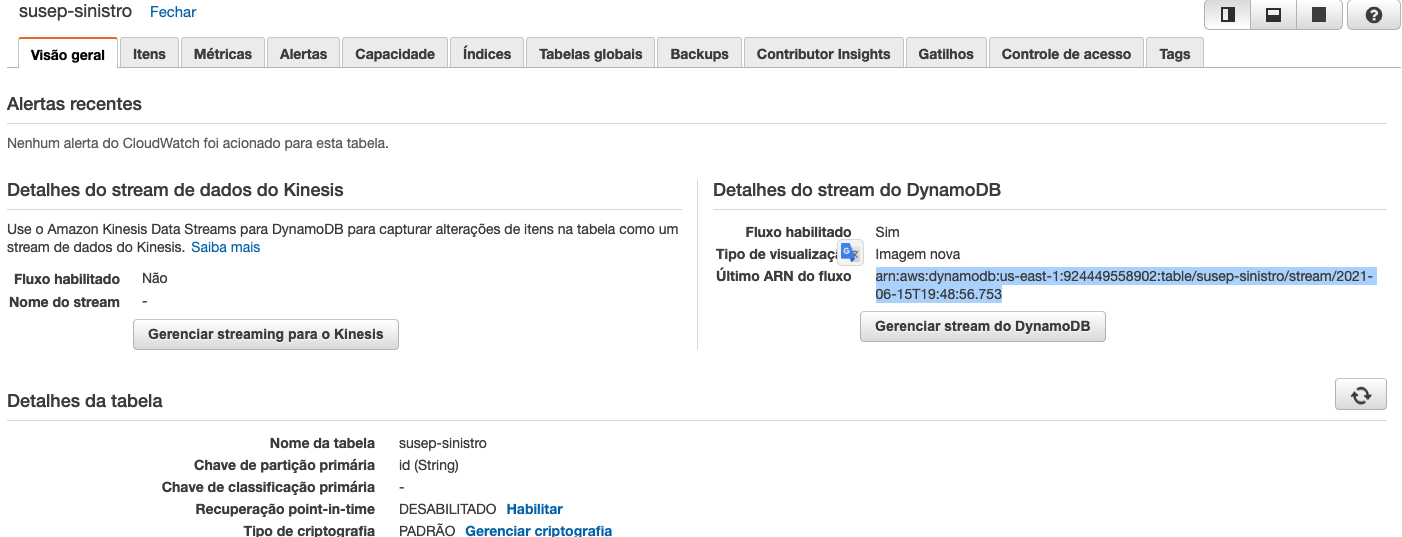 susep-sinistro Fechar
Visão geral Itens Métricas Alertas Capacidade Índices Tabelas globais Backups Contributor Insights Gatilhos Controle de acesso Tags
Alertas recentes
Nenhum alerta do CloudWatch foi acionado para esta tabela.
Detalhes do stream de dados do Kinesis
Use o Amazon Kinesis Data Streams para DynamoDB para capturar alterações de itens na tabela como um
stream de dados do Kinesis. Saiba mais
Fluxo habilitado Não
Nome do stream -
Gerenciar streaming para o Kinesis
Detalhes do stream do DynamoDB
Fluxo habilitado Sim
Tipo de Imagem nova
Último ARN do fluxo arn:aws:dynamodb:us-east-1:924449558902:table/susep-sinistro/stream/2021-
06-15T19:48:56.753
Gerenciar stream do DynamoDB
Detalhes da tabela
Nome da tabela susep-sinistro
Chave de partição primária id (String)
Chave de classificação primária -
Recuperação point-in-time DESABILITADO Habilitar
Tipo de criptografia PADRÃO Gerenciar criptografia